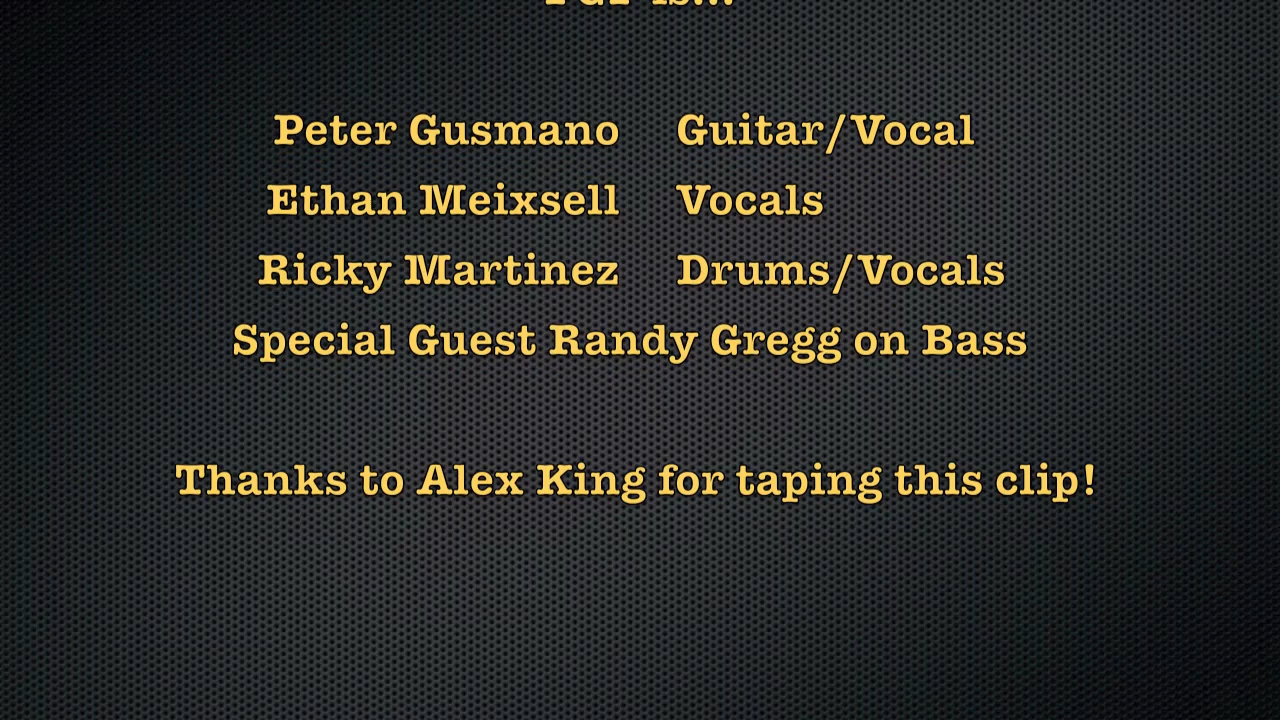 is...
Peter Gusmano Guitar/Vocal
Ethan Meixsell Vocals
Ricky Martinez Drums/Vocals
Special Guest Randy Gregg on Bass
Thanks to Alex King for taping this clip!